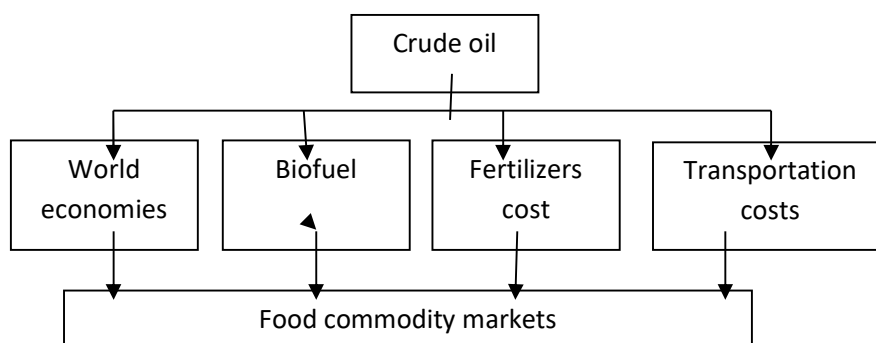 Crude oil
World
economies
Biofuel
Fertilizers
cost
Transportation
costs
Food commodity markets